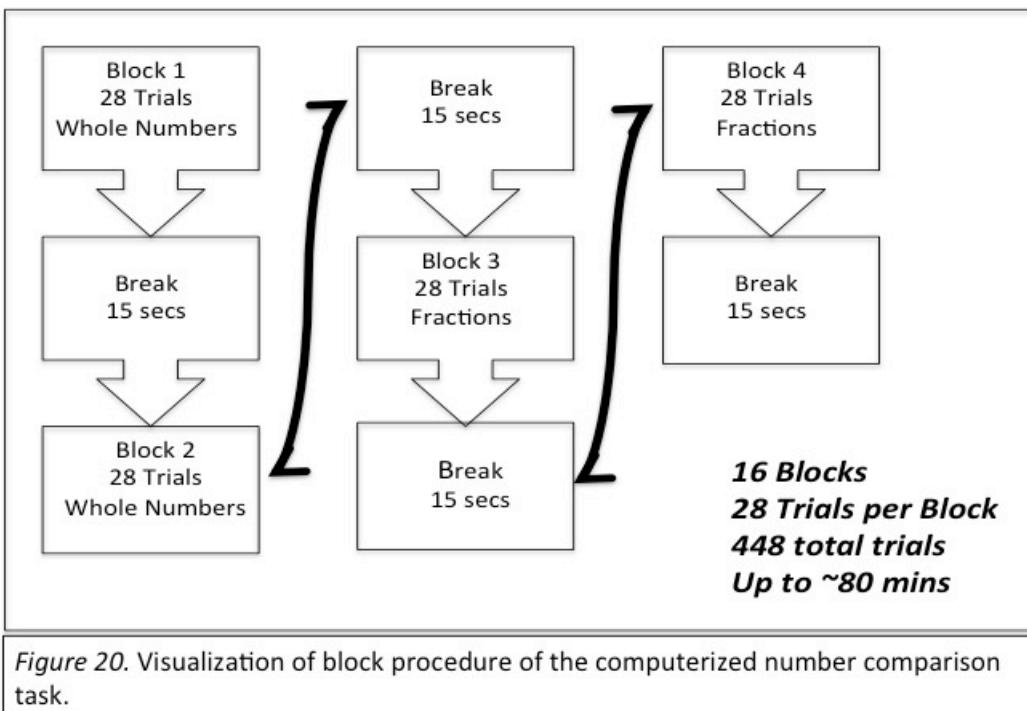 Block 1
28 Trials
Whole Numbers
Break
15 secs
Block 2
28 Trials
Whole Numbers
Break
15 secs
Block 3
28 Trials
Fractions
Break
15 secs
Block 4
28 Trials
Fractions
Break
15 secs
16 Blocks
28 Trials per Block
448 total trials
Up to ~80 mins
Figure 20. Visualization of block procedure of the computerized number comparison
task.